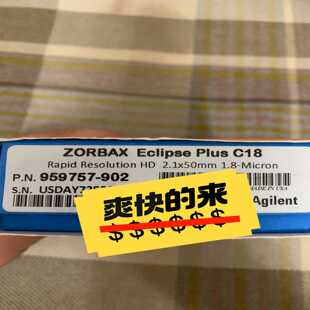 ZORBAX Eclipse Plus C18
Rapid Resolution HD 2.1x50mm 1.8-Micron
P.N. 959757-902
S.N. MADE IN USA
爽快的来
$$$$$$
Agilent